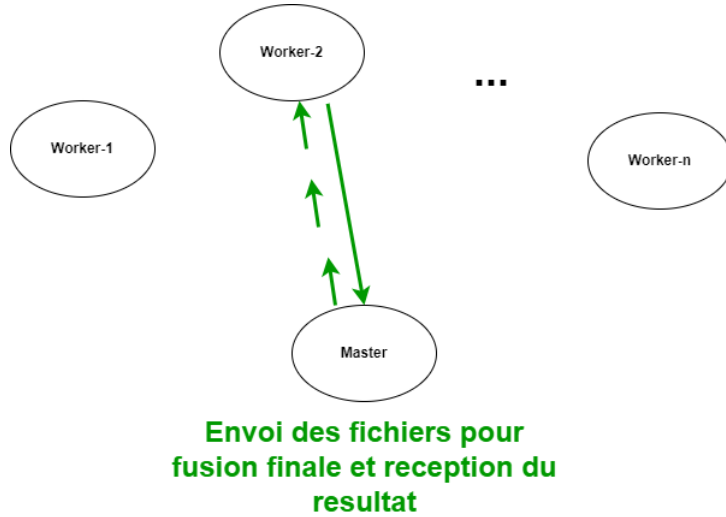 Worker-2
...
Worker-1
Worker-n
Master
Envoi des fichiers pour
fusion finale et reception du
resultat